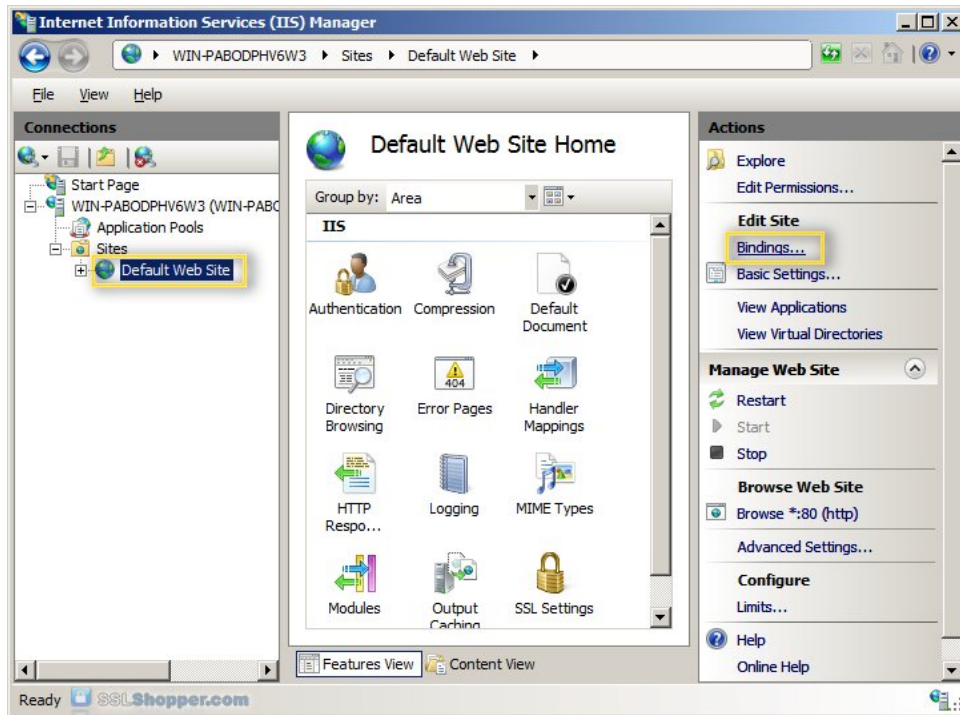 Internet Information Services (IIS) Manager
WIN-PABODPHV6W3 Sites Default Web Site
File View Help
Connections
Start Page
WIN-PABODPHV6W3 (WIN-PABO
Application Pools
Sites
Default Web Site
Default Web Site Home
Group by: Area
IIS
Authentication Compression Default Document
404
Directory Browsing Error Pages Handler Mappings
HTTP Respo... Logging MIME Types
Modules Output Caching SSL Settings
Features View Content View
Actions
Explore
Edit Permissions...
Edit Site
Bindings...
Basic Settings...
View Applications
View Virtual Directories
Manage Web Site
Restart
Start
Stop
Browse Web Site
Browse *:80 (http)
Advanced Settings...
Configure
Limits...
Help
Online Help
Ready SSLShopper.com